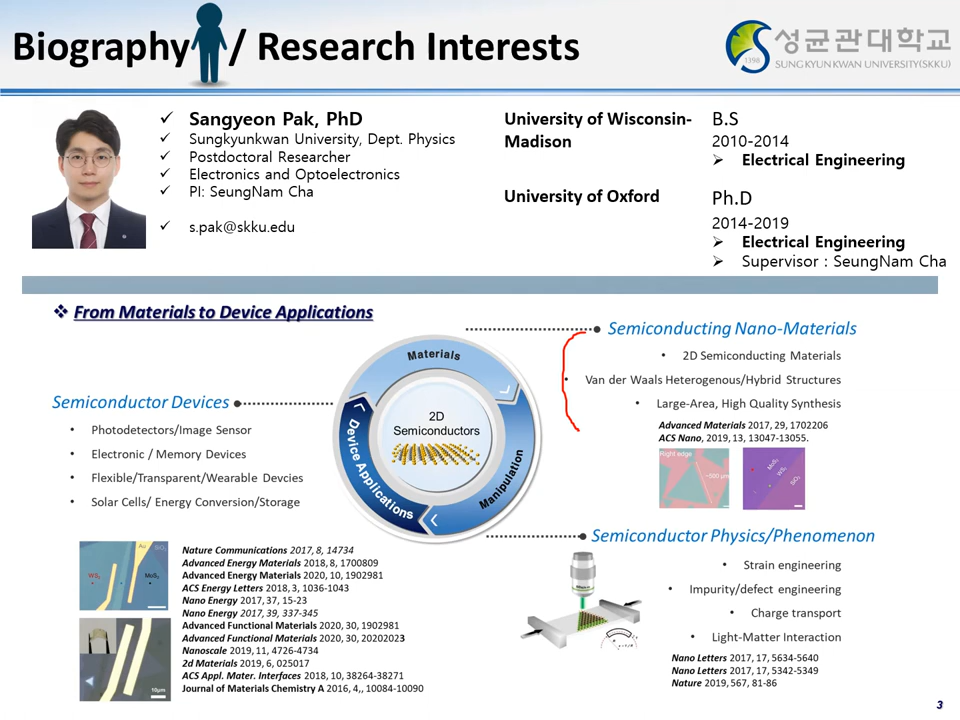 Biography / Research Interests
성균관대학교
SUNG KYUN KWAN UNIVERSITY(SKKU)
1398
✓ Sangyeon Pak, PhD
✓ Sungkyunkwan University, Dept. Physics
✓ Postdoctoral Researcher
✓ Electronics and Optoelectronics
✓ PI: SeungNam Cha
✓ s.pak@skku.edu
University of Wisconsin-
Madison
B.S
2010-2014
➢ Electrical Engineering
University of Oxford
Ph.D
2014-2019
➢ Electrical Engineering
➢ Supervisor : SeungNam Cha
❖ From Materials to Device Applications
Materials
Manipulation
Device Applications
2D
Semiconductors
Semiconducting Nano-Materials
• 2D Semiconducting Materials
• Van der Waals Heterogenous/Hybrid Structures
• Large-Area, High Quality Synthesis
Advanced Materials 2017, 29, 1702206
ACS Nano, 2019, 13, 13047-13055.
Right edge
~500 µm
MoS₂
WS₂
SiO₂
Semiconductor Devices
• Photodetectors/Image Sensor
• Electronic / Memory Devices
• Flexible/Transparent/Wearable Devcies
• Solar Cells/ Energy Conversion/Storage
Au
SiO₂
WS₂
MoS₂
10µm
Nature Communications 2017, 8, 14734
Advanced Energy Materials 2018, 8, 1700809
Advanced Energy Materials 2020, 10, 1902981
ACS Energy Letters 2018, 3, 1036-1043
Nano Energy 2017, 37, 15-23
Nano Energy 2017, 39, 337-345
Advanced Functional Materials 2020, 30, 1902981
Advanced Functional Materials 2020, 30, 20202023
Nanoscale 2019, 11, 4726-4734
2d Materials 2019, 6, 025017
ACS Appl. Mater. Interfaces 2018, 10, 38264-38271
Journal of Materials Chemistry A 2016, 4,, 10084-10090
Semiconductor Physics/Phenomenon
• Strain engineering
• Impurity/defect engineering
• Charge transport
• Light-Matter Interaction
Nano Letters 2017, 17, 5634-5640
Nano Letters 2017, 17, 5342-5349
Nature 2019, 567, 81-86
3